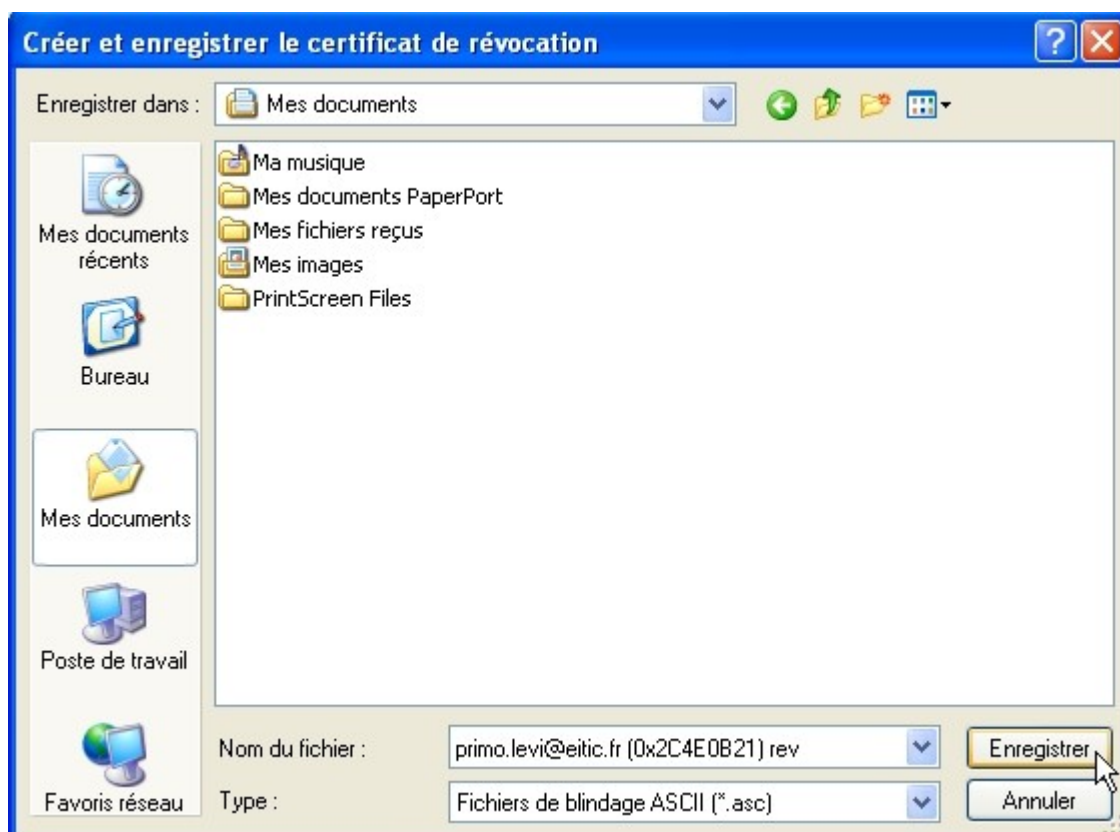 Créer et enregistrer le certificat de révocation
Enregistrer dans :
Mes documents
Mes documents
récents
Bureau
Mes documents
Poste de travail
Favoris réseau
Ma musique
Mes documents PaperPort
Mes fichiers reçus
Mes images
PrintScreen Files
Nom du fichier :
primo.levi@eitic.fr (0x2C4E0B21) rev
Enregistrer
Type :
Fichiers de blindage ASCII (*.asc)
Annuler